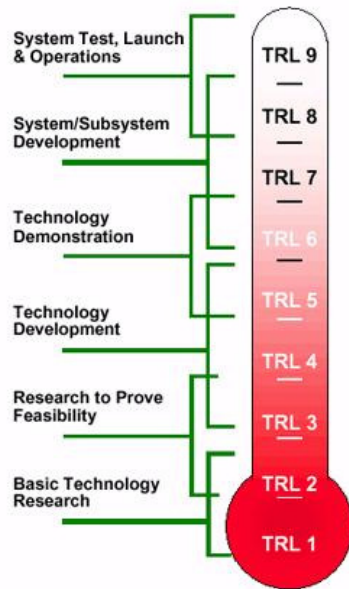 System Test, Launch
& Operations
System/Subsystem
Development
Technology
Demonstration
Technology
Development
Research to Prove
Feasibility
Basic Technology
Research
TRL 9
TRL 8
TRL 7
TRL 6
TRL 5
TRL 4
TRL 3
TRL 2
TRL 1